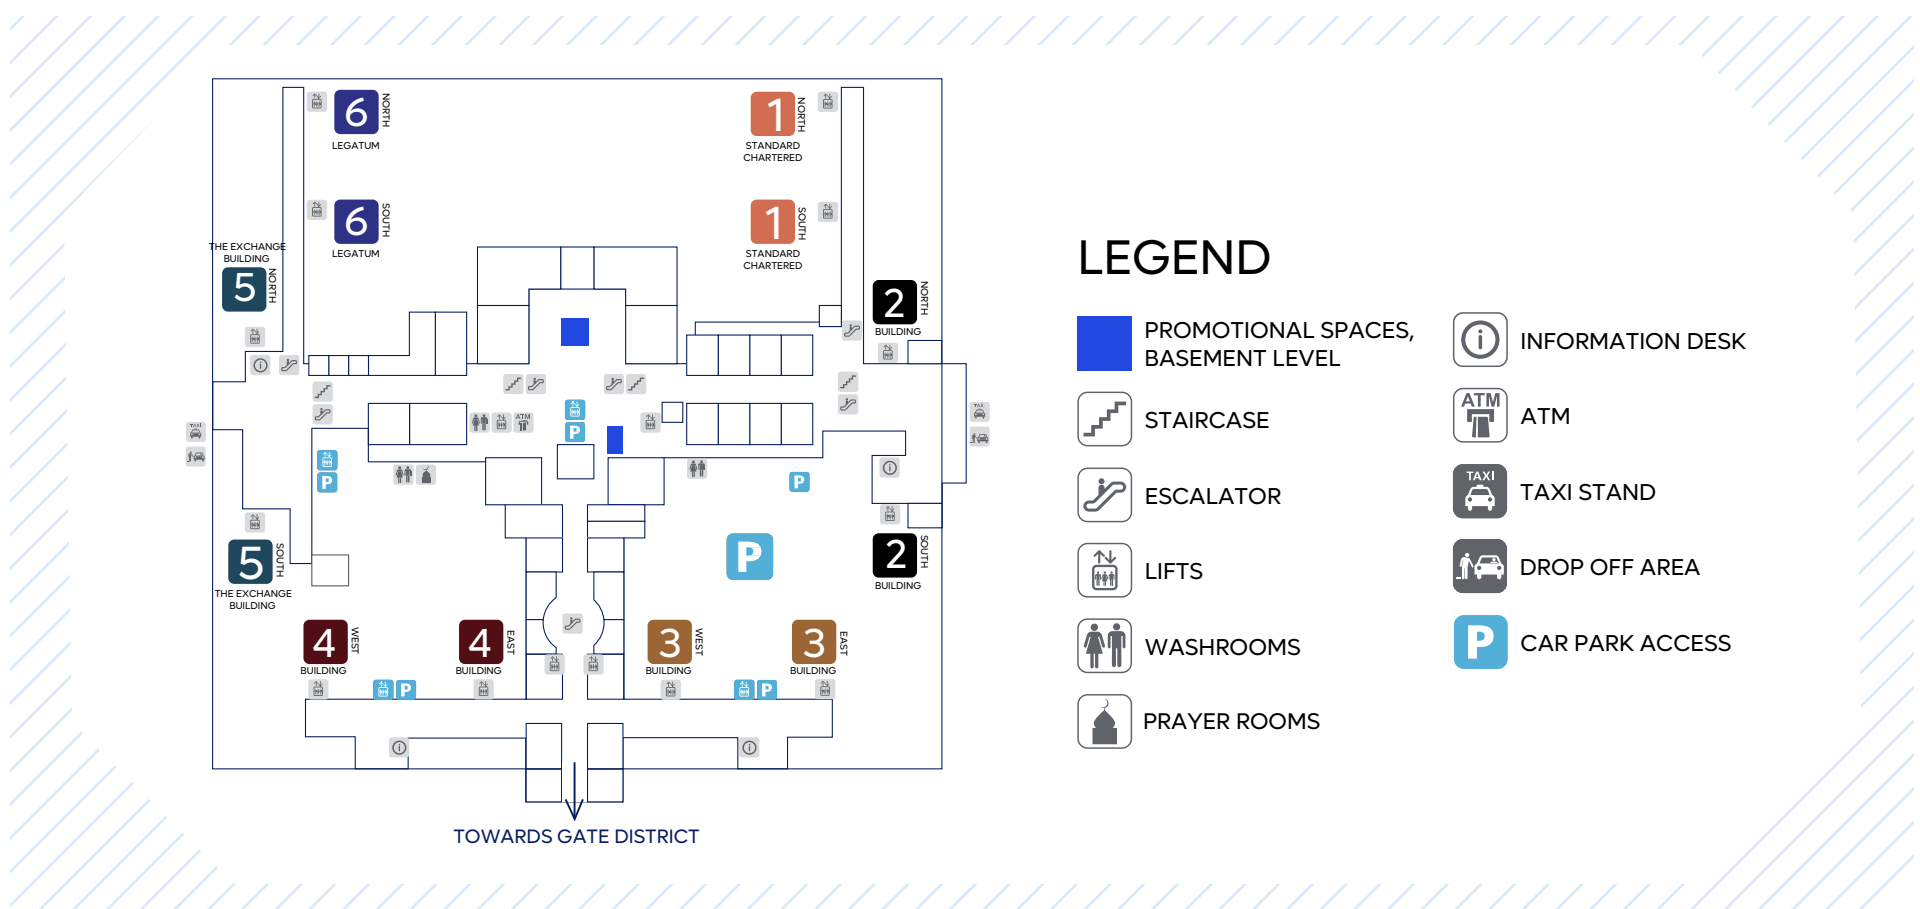 6
NORTH
LEGATUM
1
NORTH
STANDARD
CHARTERED
6
SOUTH
LEGATUM
1
SOUTH
STANDARD
CHARTERED
THE EXCHANGE
BUILDING
5
NORTH
2
NORTH
BUILDING
ATM
TAXI
TAXI
P
P
P
P
5
SOUTH
THE EXCHANGE
BUILDING
2
SOUTH
BUILDING
4
WEST
BUILDING
4
EAST
BUILDING
3
WEST
BUILDING
3
EAST
BUILDING
P
P
TOWARDS GATE DISTRICT
LEGEND
PROMOTIONAL SPACES,
BASEMENT LEVEL
STAIRCASE
ESCALATOR
LIFTS
WASHROOMS
PRAYER ROOMS
i
INFORMATION DESK
ATM
ATM
TAXI
TAXI STAND
DROP OFF AREA
P
CAR PARK ACCESS